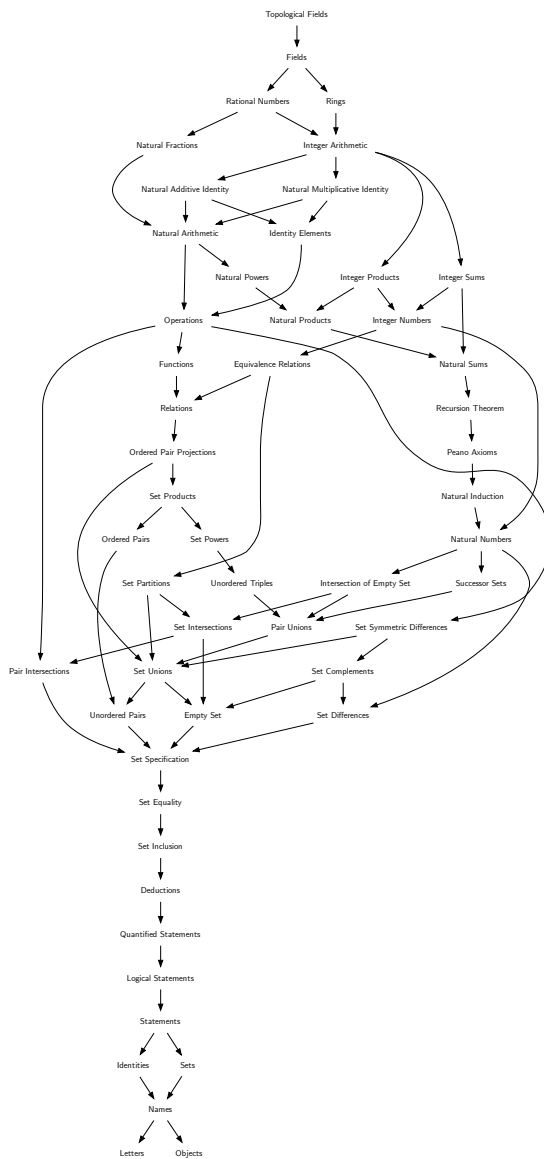 Topological Fields
Fields
Rational Numbers
Rings
Natural Fractions
Integer Arithmetic
Natural Additive Identity
Natural Multiplicative Identity
Natural Arithmetic
Identity Elements
Natural Powers
Integer Products
Integer Sums
Operations
Natural Products
Integer Numbers
Functions
Equivalence Relations
Natural Sums
Relations
Recursion Theorem
Ordered Pair Projections
Peano Axioms
Set Products
Natural Induction
Ordered Pairs
Set Powers
Natural Numbers
Set Partitions
Unordered Triples
Intersection of Empty Set
Successor Sets
Set Intersections
Pair Unions
Set Symmetric Differences
Pair Intersections
Set Unions
Set Complements
Unordered Pairs
Empty Set
Set Differences
Set Specification
Set Equality
Set Inclusion
Deductions
Quantified Statements
Logical Statements
Statements
Identities
Sets
Names
Letters
Objects